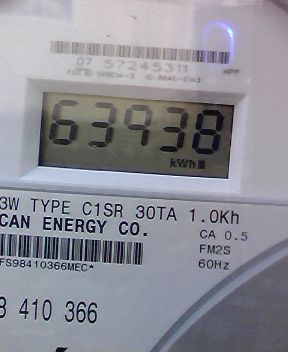 07 57245311
63938
kWh
3W TYPE C1SR 30TA 1.0Kh
CAN ENERGY CO.
CA 0.5
FM2S
FS98410366MEC*
60Hz
8 410 366